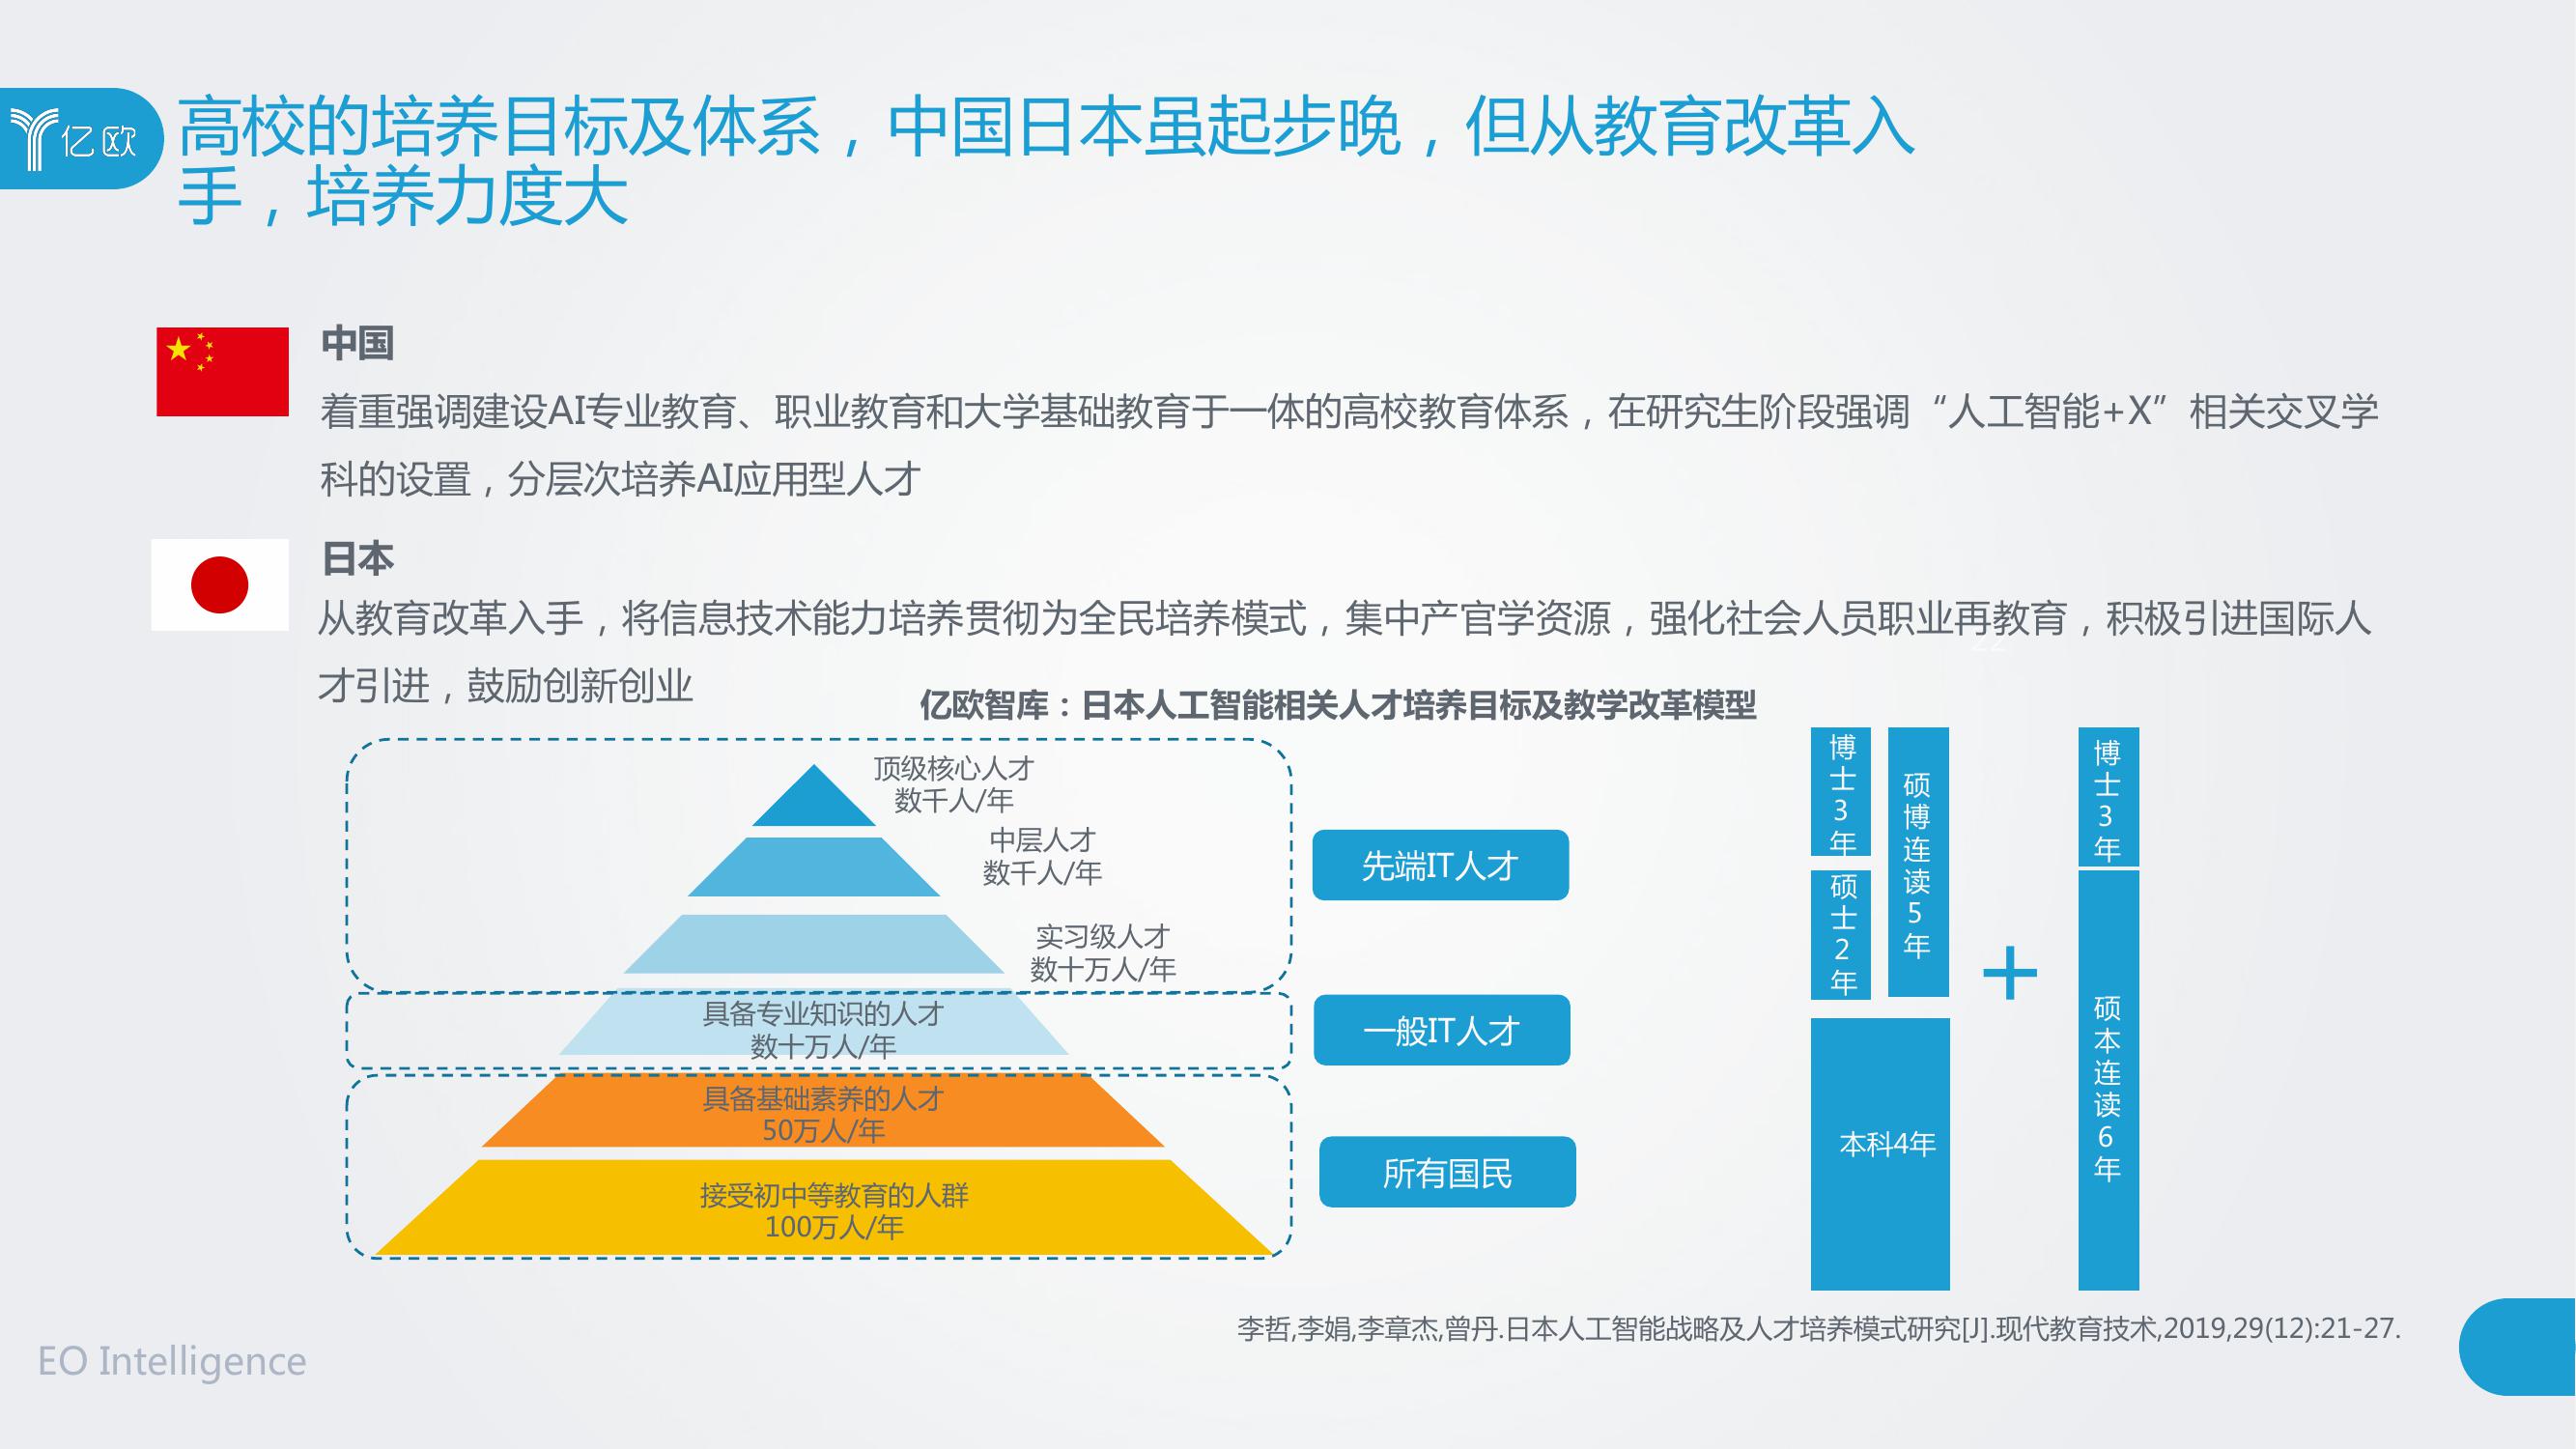 亿欧
高校的培养目标及体系，中国日本虽起步晚，但从教育改革入
手，培养力度大
中国
着重强调建设AI专业教育、职业教育和大学基础教育于一体的高校教育体系，在研究生阶段强调“人工智能+X”相关交叉学
科的设置，分层次培养AI应用型人才
日本
从教育改革入手，将信息技术能力培养贯彻为全民培养模式，集中产官学资源，强化社会人员职业再教育，积极引进国际人
才引进，鼓励创新创业
22
亿欧智库：日本人工智能相关人才培养目标及教学改革模型
顶级核心人才
数千人/年
中层人才
数千人/年
实习级人才
数十万人/年
具备专业知识的人才
数十万人/年
具备基础素养的人才
50万人/年
接受初中等教育的人群
100万人/年
先端IT人才
一般IT人才
所有国民
博士3年
硕士2年
硕博连读5年
本科4年
+
博士3年
硕本连读6年
李哲,李娟,李章杰,曾丹.日本人工智能战略及人才培养模式研究[J].现代教育技术,2019,29(12):21-27.
EO Intelligence